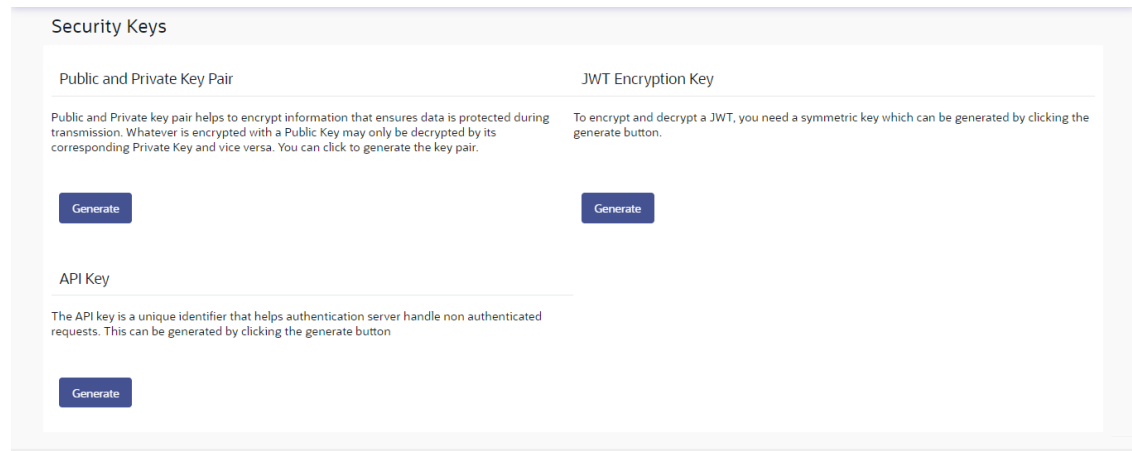 Security Keys
Public and Private Key Pair
Public and Private key pair helps to encrypt information that ensures data is protected during
transmission. Whatever is encrypted with a Public Key may only be decrypted by its
corresponding Private Key and vice versa. You can click to generate the key pair.
Generate
JWT Encryption Key
To encrypt and decrypt a JWT, you need a symmetric key which can be generated by clicking the
generate button.
Generate
API Key
The API key is a unique identifier that helps authentication server handle non authenticated
requests. This can be generated by clicking the generate button
Generate